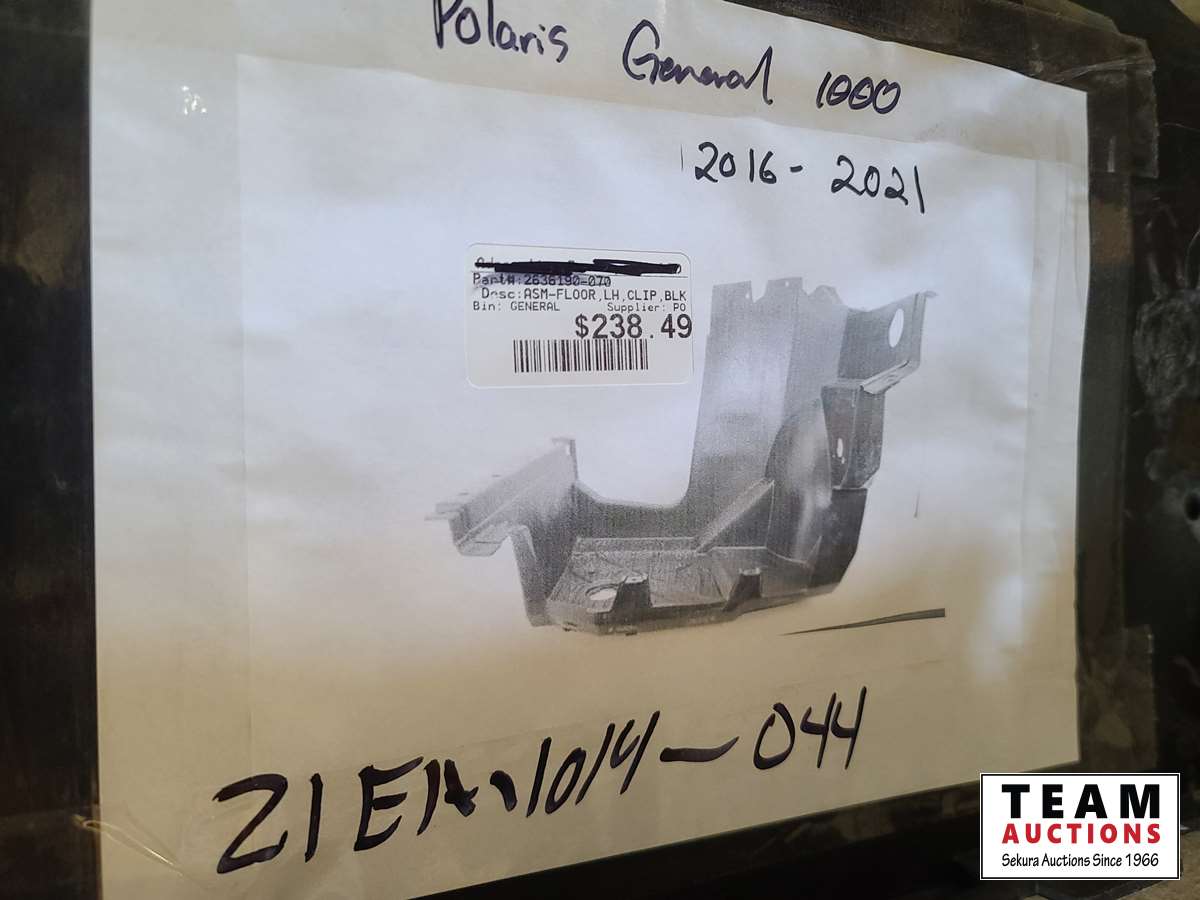 Polaris General 1000
2016 - 2021
Part#:2636190-070
Desc:ASM-FLOOR,LH,CLIP,BLK
Bin: GENERAL Supplier: PO
$238.49
1014-044
TEAM
AUCTIONS
Sekura Auctions Since 1966